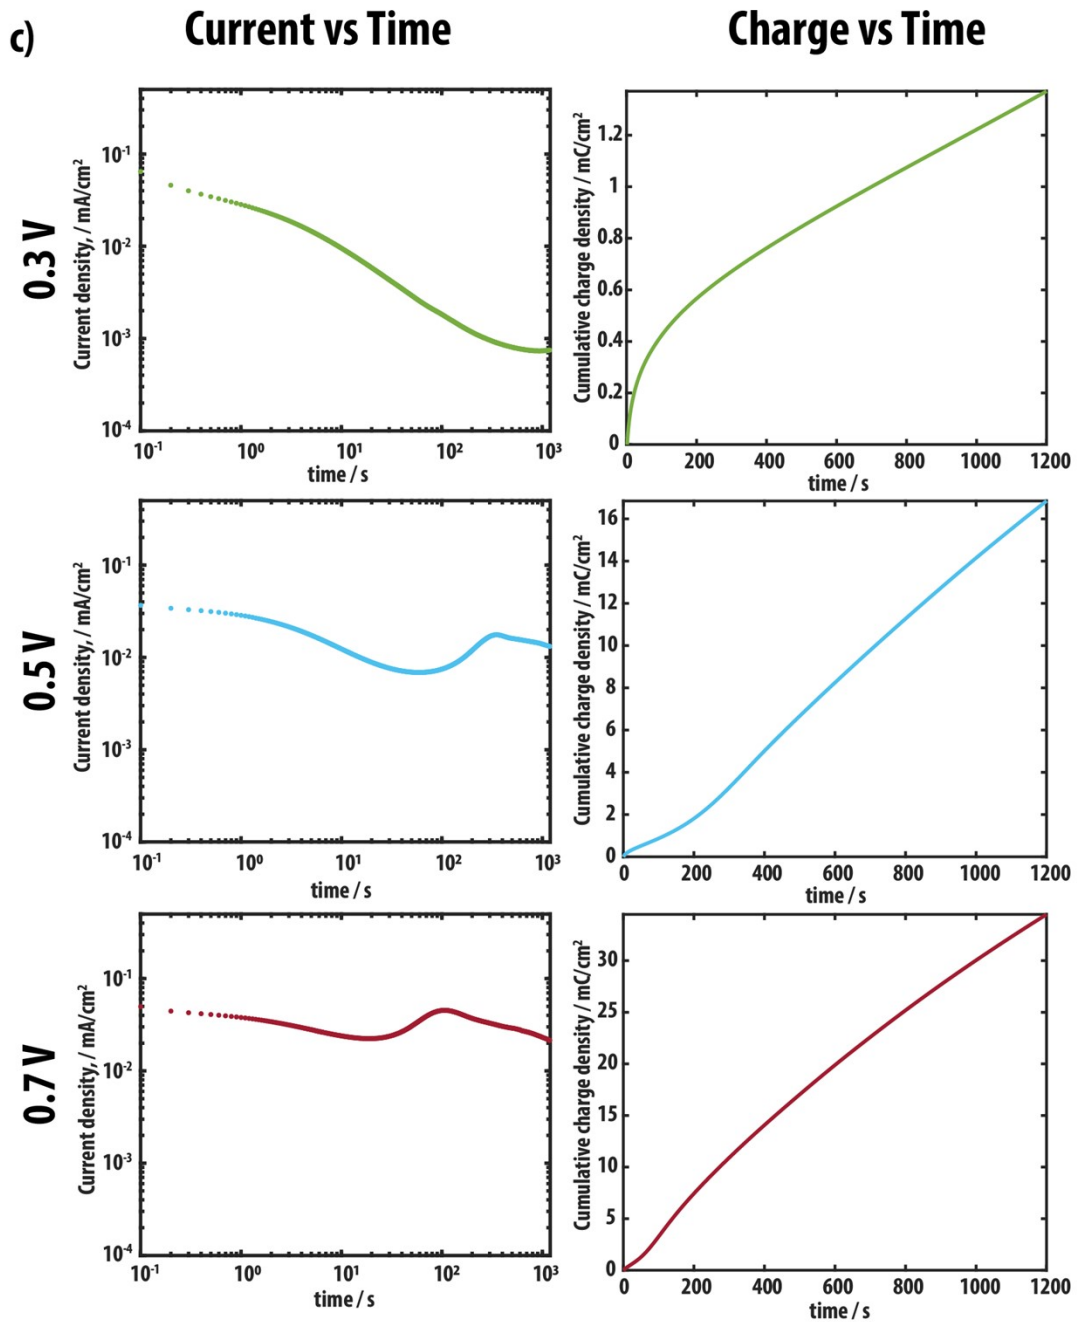 c)
Current vs Time
Charge vs Time
0.3 V
Current density, / mA/cm²
10⁻¹
10⁻²
10⁻³
10⁻⁴
10⁻¹ 10⁰ 10¹ 10² 10³
time / s
Cumulative charge density / mC/cm²
1.2
1
0.8
0.6
0.4
0.2
0
0 200 400 600 800 1000 1200
time / s
0.5 V
Current density, / mA/cm²
10⁻¹
10⁻²
10⁻³
10⁻⁴
10⁻¹ 10⁰ 10¹ 10² 10³
time / s
Cumulative charge density / mC/cm²
16
14
12
10
8
6
4
2
0
0 200 400 600 800 1000 1200
time / s
0.7 V
Current density, / mA/cm²
10⁻¹
10⁻²
10⁻³
10⁻⁴
10⁻¹ 10⁰ 10¹ 10² 10³
time / s
Cumulative charge density / mC/cm²
30
25
20
15
10
5
0
0 200 400 600 800 1000 1200
time / s